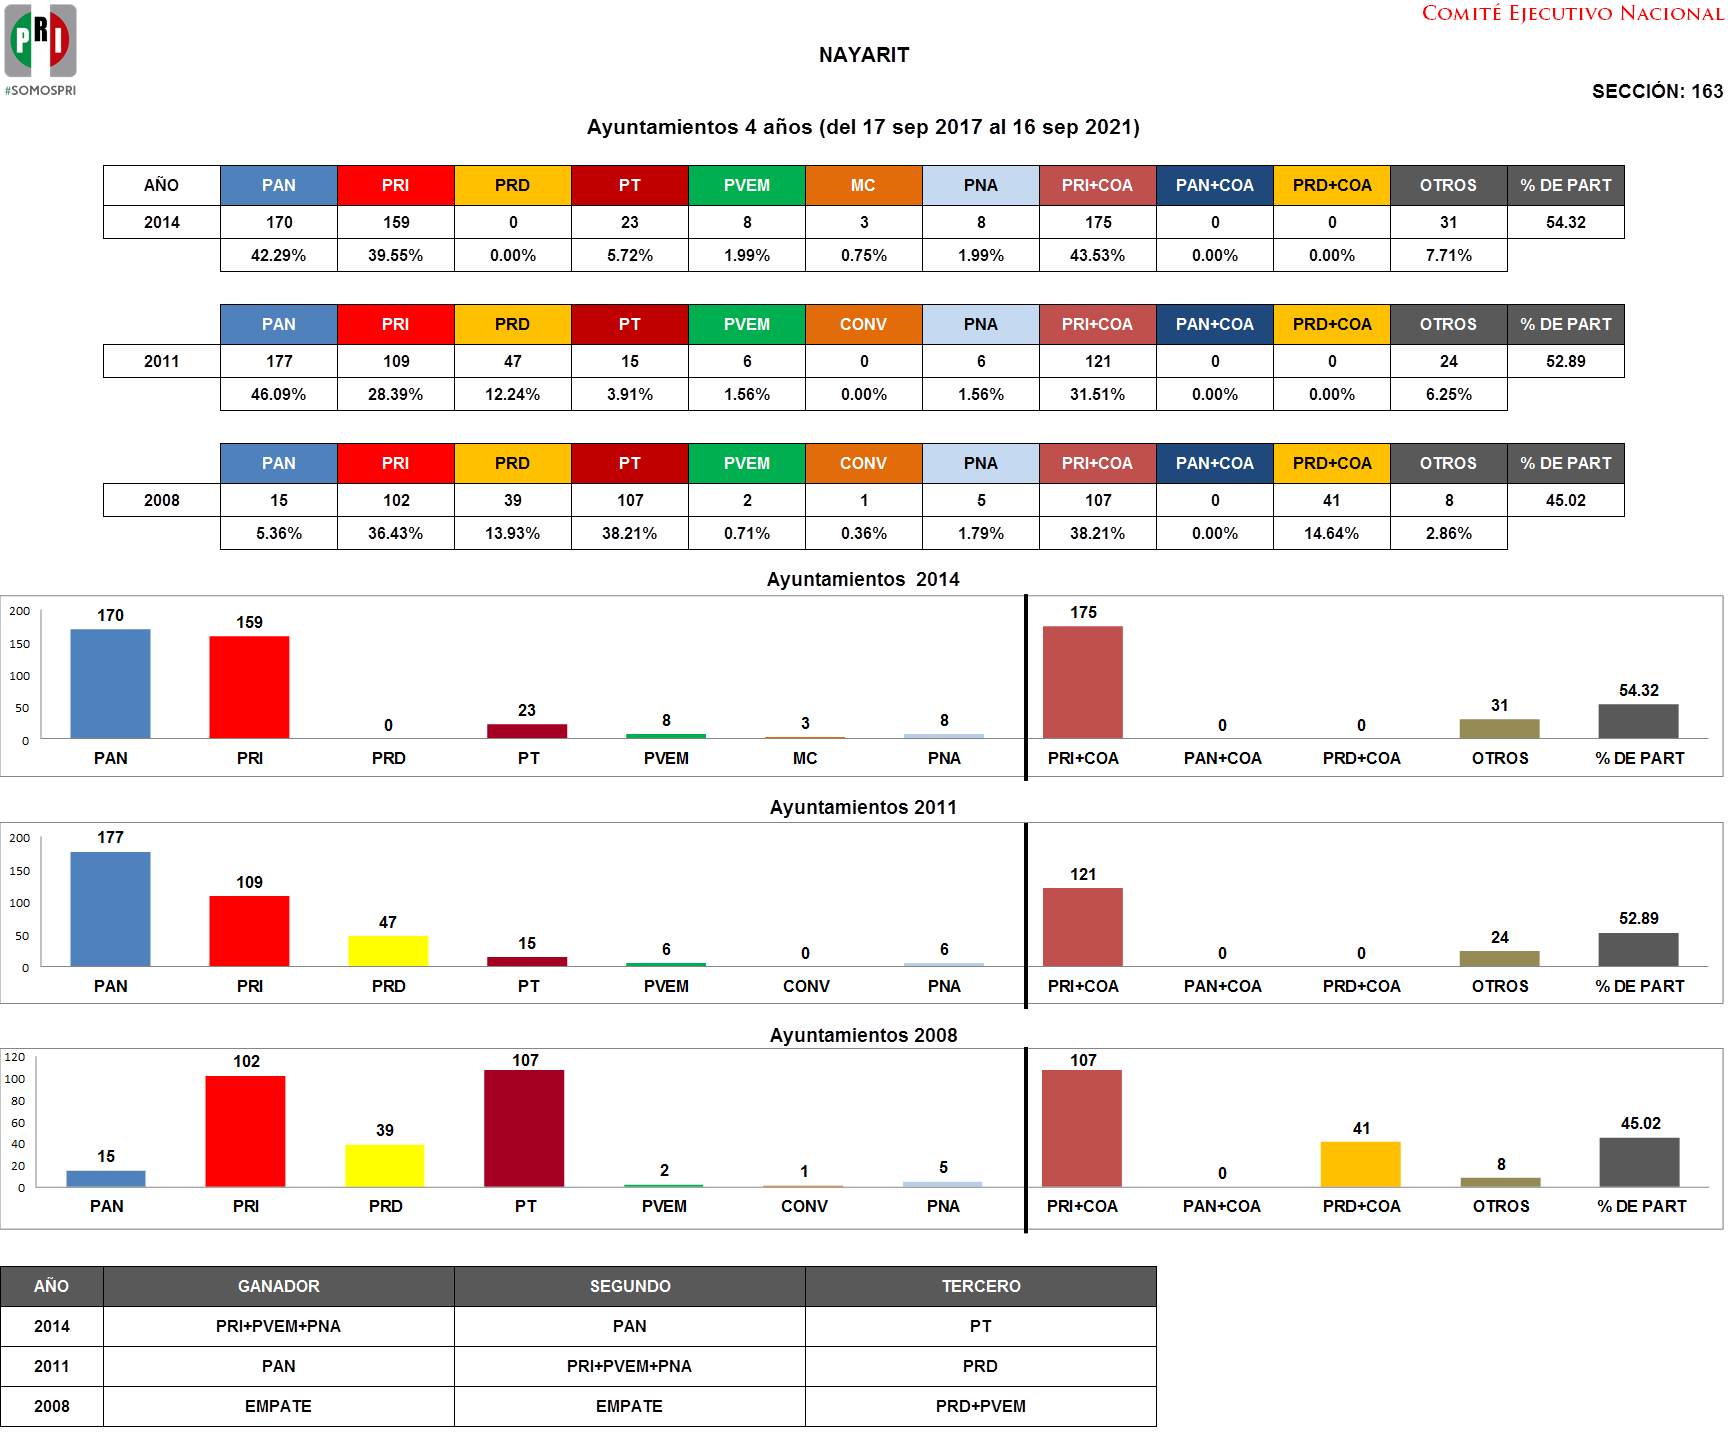 PRI
#SOMOSPRI
COMITÉ EJECUTIVO NACIONAL
NAYARIT
SECCIÓN: 163
Ayuntamientos 4 años (del 17 sep 2017 al 16 sep 2021)
AÑO PAN PRI PRD PT PVEM MC PNA PRI+COA PAN+COA PRD+COA OTROS % DE PART
2014 170 159 0 23 8 3 8 175 0 0 31 54.32
42.29% 39.55% 0.00% 5.72% 1.99% 0.75% 1.99% 43.53% 0.00% 0.00% 7.71%
PAN PRI PRD PT PVEM CONV PNA PRI+COA PAN+COA PRD+COA OTROS % DE PART
2011 177 109 47 15 6 0 6 121 0 0 24 52.89
46.09% 28.39% 12.24% 3.91% 1.56% 0.00% 1.56% 31.51% 0.00% 0.00% 6.25%
PAN PRI PRD PT PVEM CONV PNA PRI+COA PAN+COA PRD+COA OTROS % DE PART
2008 15 102 39 107 2 1 5 107 0 41 8 45.02
5.36% 36.43% 13.93% 38.21% 0.71% 0.36% 1.79% 38.21% 0.00% 14.64% 2.86%
Ayuntamientos 2014
200
150
100
50
0
170 159 0 23 8 3 8 175 0 0 31 54.32
PAN PRI PRD PT PVEM MC PNA PRI+COA PAN+COA PRD+COA OTROS % DE PART
Ayuntamientos 2011
200
150
100
50
0
177 109 47 15 6 0 6 121 0 0 24 52.89
PAN PRI PRD PT PVEM CONV PNA PRI+COA PAN+COA PRD+COA OTROS % DE PART
Ayuntamientos 2008
120
100
80
60
40
20
0
15 102 39 107 2 1 5 107 0 41 8 45.02
PAN PRI PRD PT PVEM CONV PNA PRI+COA PAN+COA PRD+COA OTROS % DE PART
AÑO GANADOR SEGUNDO TERCERO
2014 PRI+PVEM+PNA PAN PT
2011 PAN PRI+PVEM+PNA PRD
2008 EMPATE EMPATE PRD+PVEM